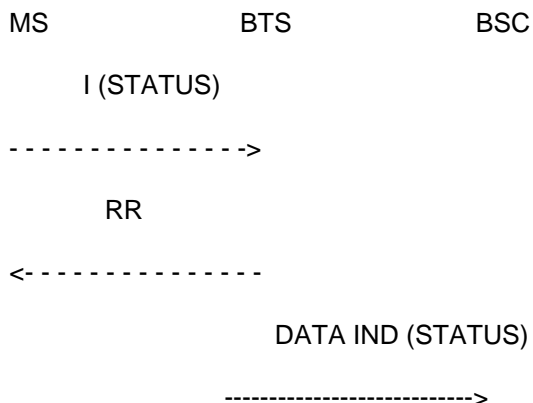 MS BTS BSC
I (STATUS)
- - - - - - - - - - - - - - ->
RR
<- - - - - - - - - - - - - - -
DATA IND (STATUS)
---------------------------->